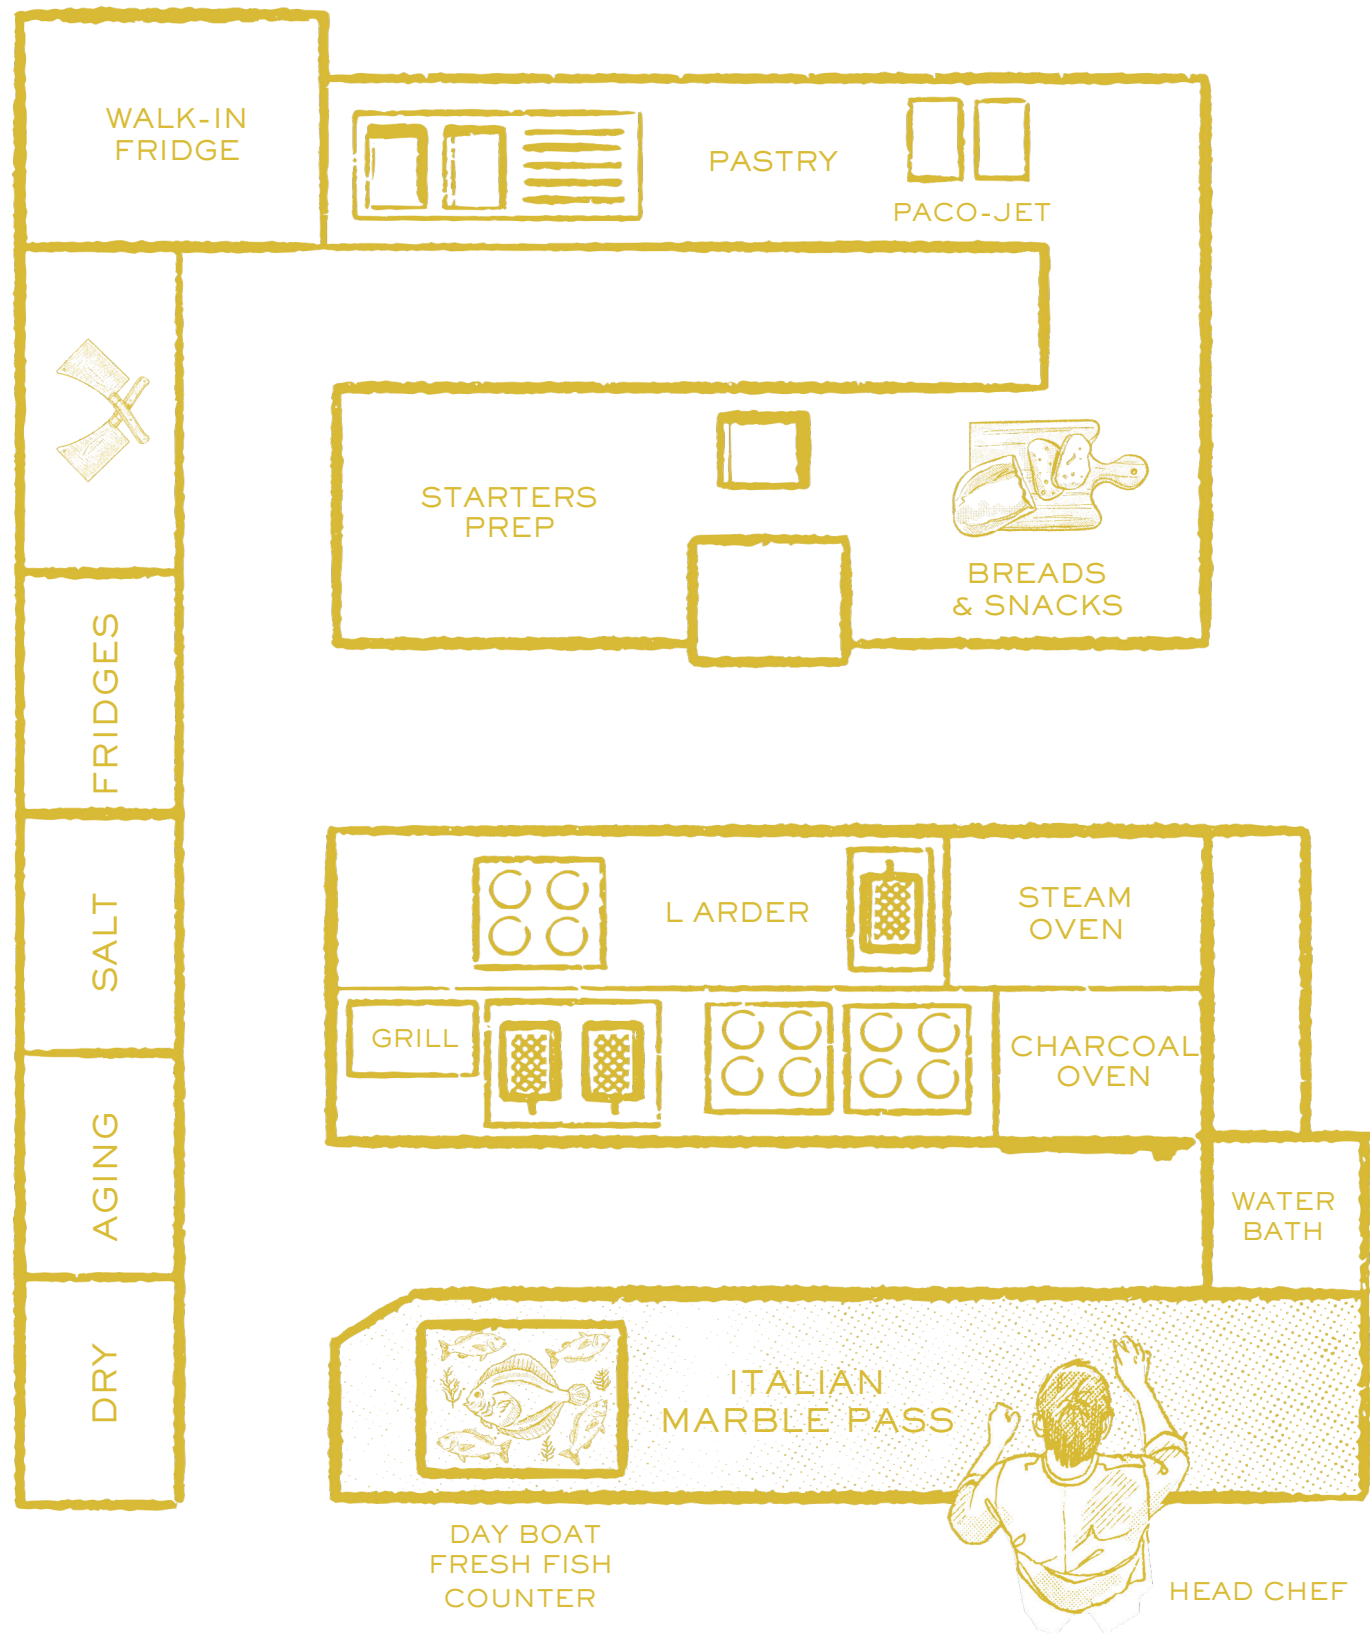 WALK-IN
FRIDGE
PASTRY
PACO-JET
STARTERS
PREP
BREADS
& SNACKS
FRIDGES
SALT
AGING
DRY
LARDER
STEAM
OVEN
GRILL
CHARCOAL
OVEN
WATER
BATH
ITALIAN
MARBLE PASS
DAY BOAT
FRESH FISH
COUNTER
HEAD CHEF